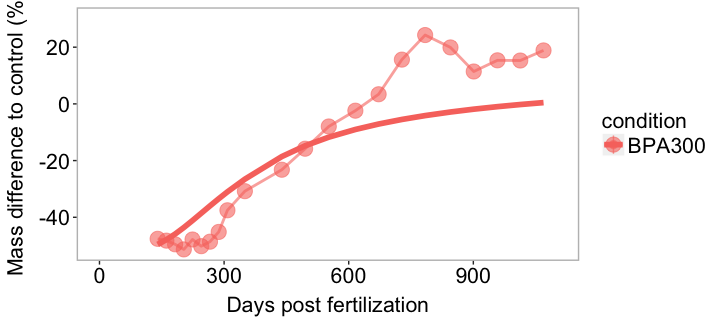 Mass difference to control (%
20
0
-20
-40
0
300
600
900
Days post fertilization
condition
BPA300